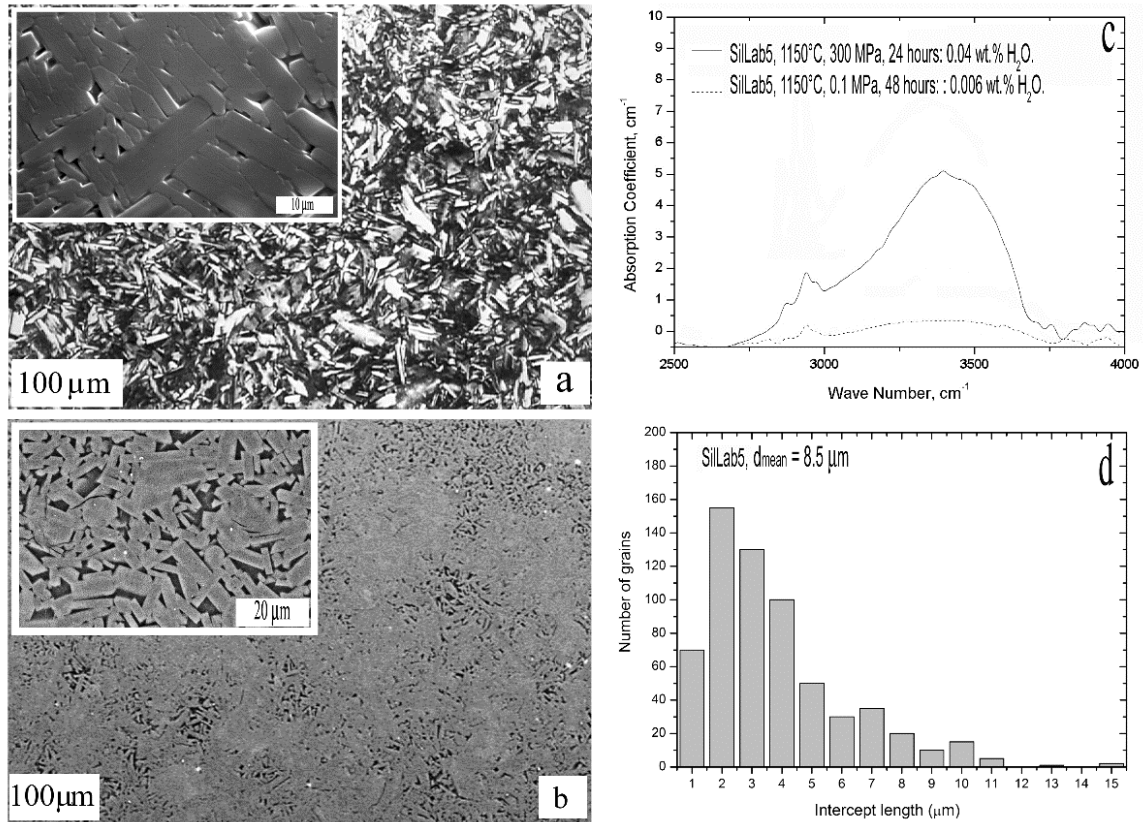 10 µm
100 µm
a
20 µm
100 µm
b
c
SilLab5, 1150°C, 300 MPa, 24 hours: 0.04 wt.% H₂O.
SilLab5, 1150°C, 0.1 MPa, 48 hours: : 0.006 wt.% H₂O.
Absorption Coefficient, cm⁻¹
10
9
8
7
6
5
4
3
2
1
0
2500 3000 3500 4000
Wave Number, cm⁻¹
d
SilLab5, dmean = 8.5 µm
Number of grains
200
180
160
140
120
100
80
60
40
20
0
1 2 3 4 5 6 7 8 9 10 11 12 13 14 15
Intercept length (µm)